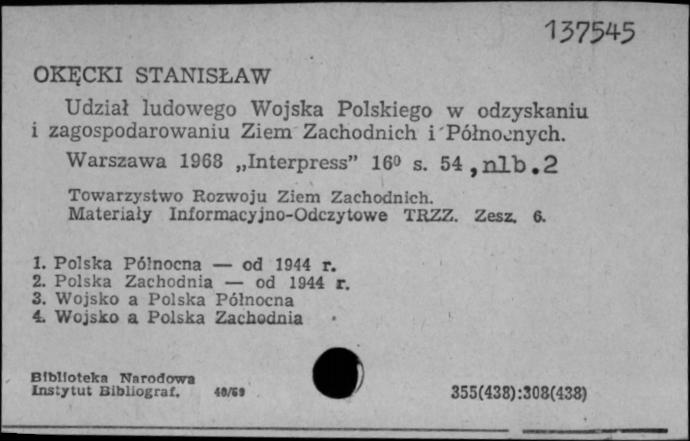 137545
OKĘCKI STANISŁAW
Udział ludowego Wojska Polskiego w odzyskaniu
i zagospodarowaniu Ziem Zachodnich i Północnych.
Warszawa 1968 „Interpress” 16⁰ s. 54, nlb. 2
Towarzystwo Rozwoju Ziem Zachodnich.
Materiały Informacyjno-Odczytowe TRZZ. Zesz. 6.
1. Polska Północna — od 1944 r.
2. Polska Zachodnia — od 1944 r.
3. Wojsko a Polska Północna
4. Wojsko a Polska Zachodnia
Biblioteka Narodowa
Instytut Bibliograf. 40/69 355(438):308(438)